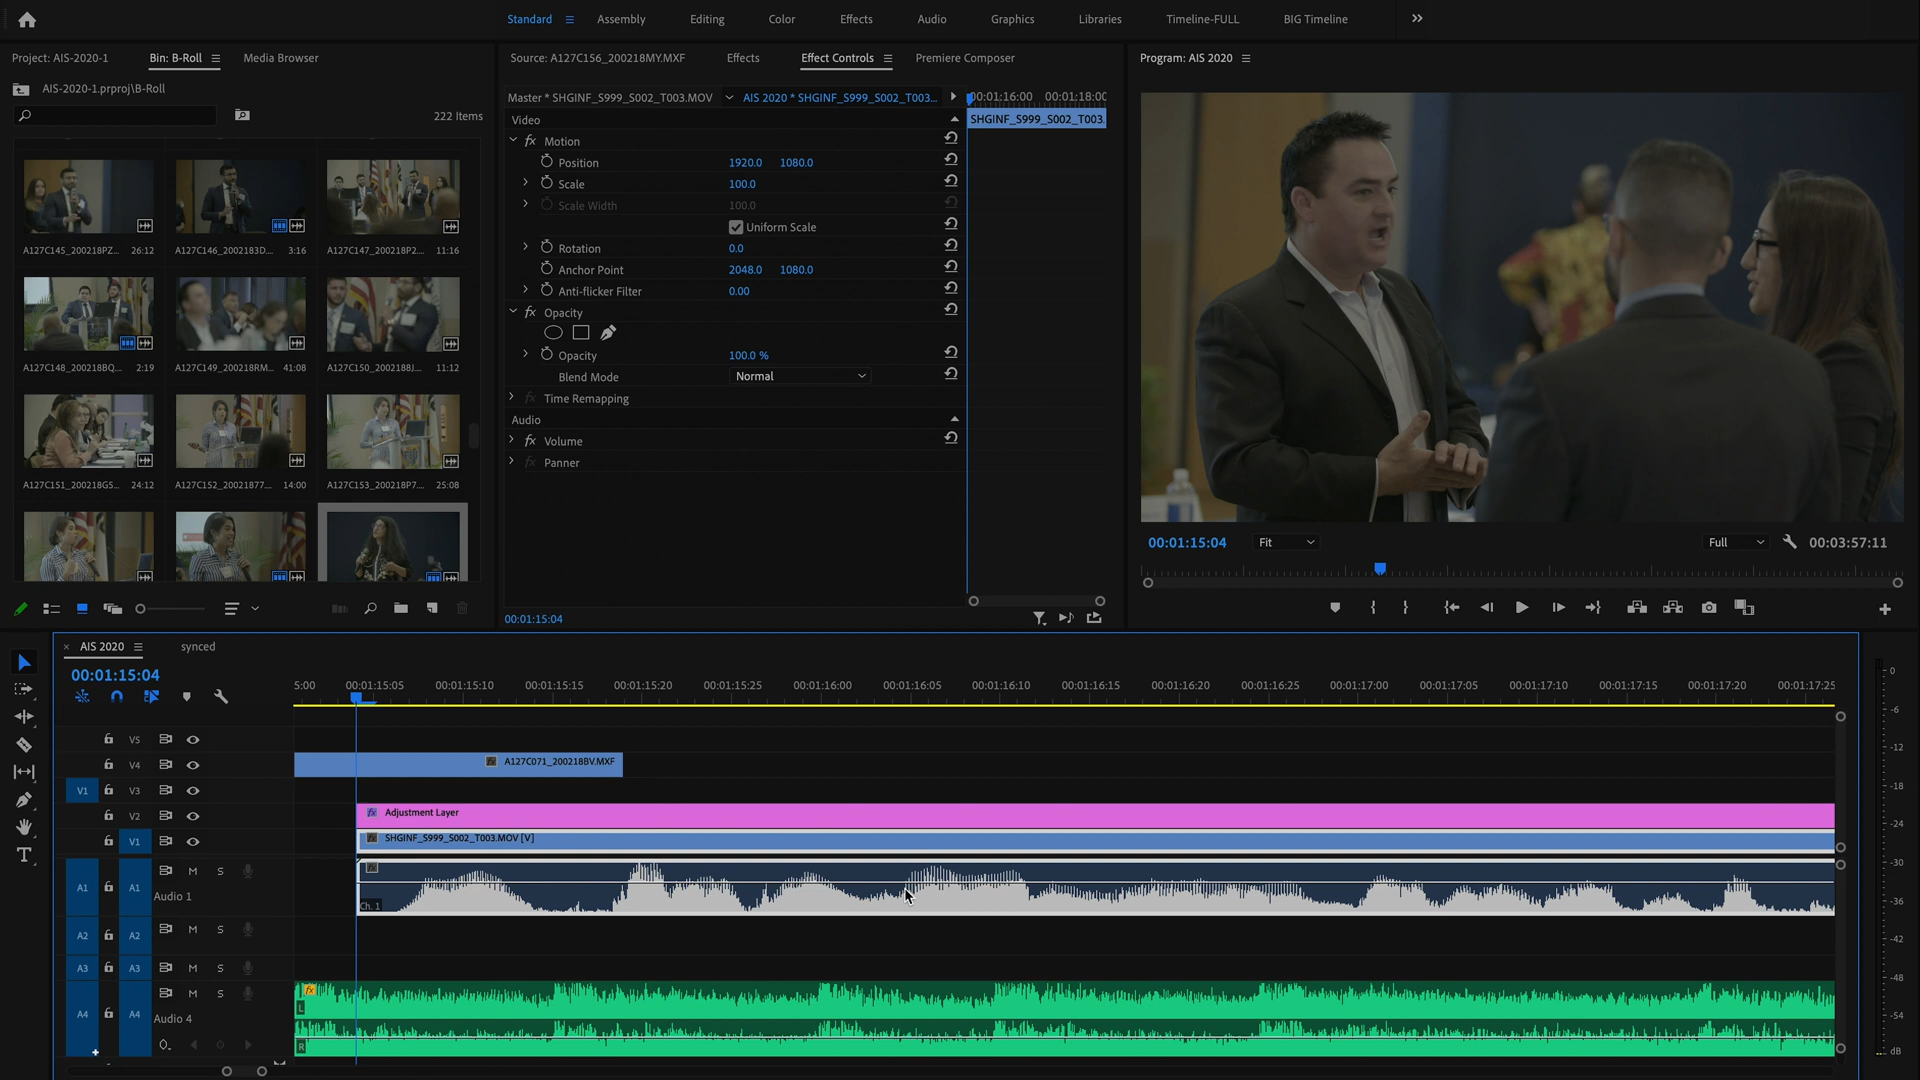 Standard
Assembly
Editing
Color
Effects
Audio
Graphics
Libraries
Timeline-FULL
BIG Timeline
Project: AIS-2020-1
Bin: B-Roll
Media Browser
AIS-2020-1.prproj\B-Roll
222 Items
A127C145_200218PZ... 26:12
A127C146_2002183D... 3:16
A127C147_200218P2... 11:16
A127C148_200218BQ... 2:19
A127C149_200218RM... 41:08
A127C150_200218BJ... 11:12
A127C151_200218G5... 24:12
A127C152_20021877... 14:00
A127C153_200218P7... 25:08
Source: A127C156_200218MY.MXF
Effects
Effect Controls
Premiere Composer
Master * SHGINF_S999_S002_T003.MOV
AIS 2020 * SHGINF_S999_S002_T003...
00:01:16:00 00:01:18:00
SHGINF_S999_S002_T003.
Video
fx Motion
Position 1920.0 1080.0
Scale 100.0
Scale Width 100.0
Uniform Scale
Rotation 0.0
Anchor Point 2048.0 1080.0
Anti-flicker Filter 0.00
fx Opacity
Opacity 100.0 %
Blend Mode Normal
fx Time Remapping
Audio
fx Volume
fx Panner
00:01:15:04
Program: AIS 2020
00:01:15:04
Fit
Full
00:03:57:11
× AIS 2020
synced
00:01:15:04
5:00 00:01:15:05 00:01:15:10 00:01:15:15 00:01:15:20 00:01:15:25 00:01:16:00 00:01:16:05 00:01:16:10 00:01:16:15 00:01:16:20 00:01:16:25 00:01:17:00 00:01:17:05 00:01:17:10 00:01:17:15 00:01:17:20 00:01:17:25
V5
V4
fx A127C071_200218BV.MXF
V1 V3
V2
fx Adjustment Layer
V1
fx SHGINF_S999_S002_T003.MOV [V]
A1 A1 M S
Audio 1
fx
Ch. 1
A2 A2 M S
A3 A3 M S
A4 A4 M S
Audio 4
fx
L
R
0
-6
-12
-18
-24
-30
-36
-42
-48
-54
dB